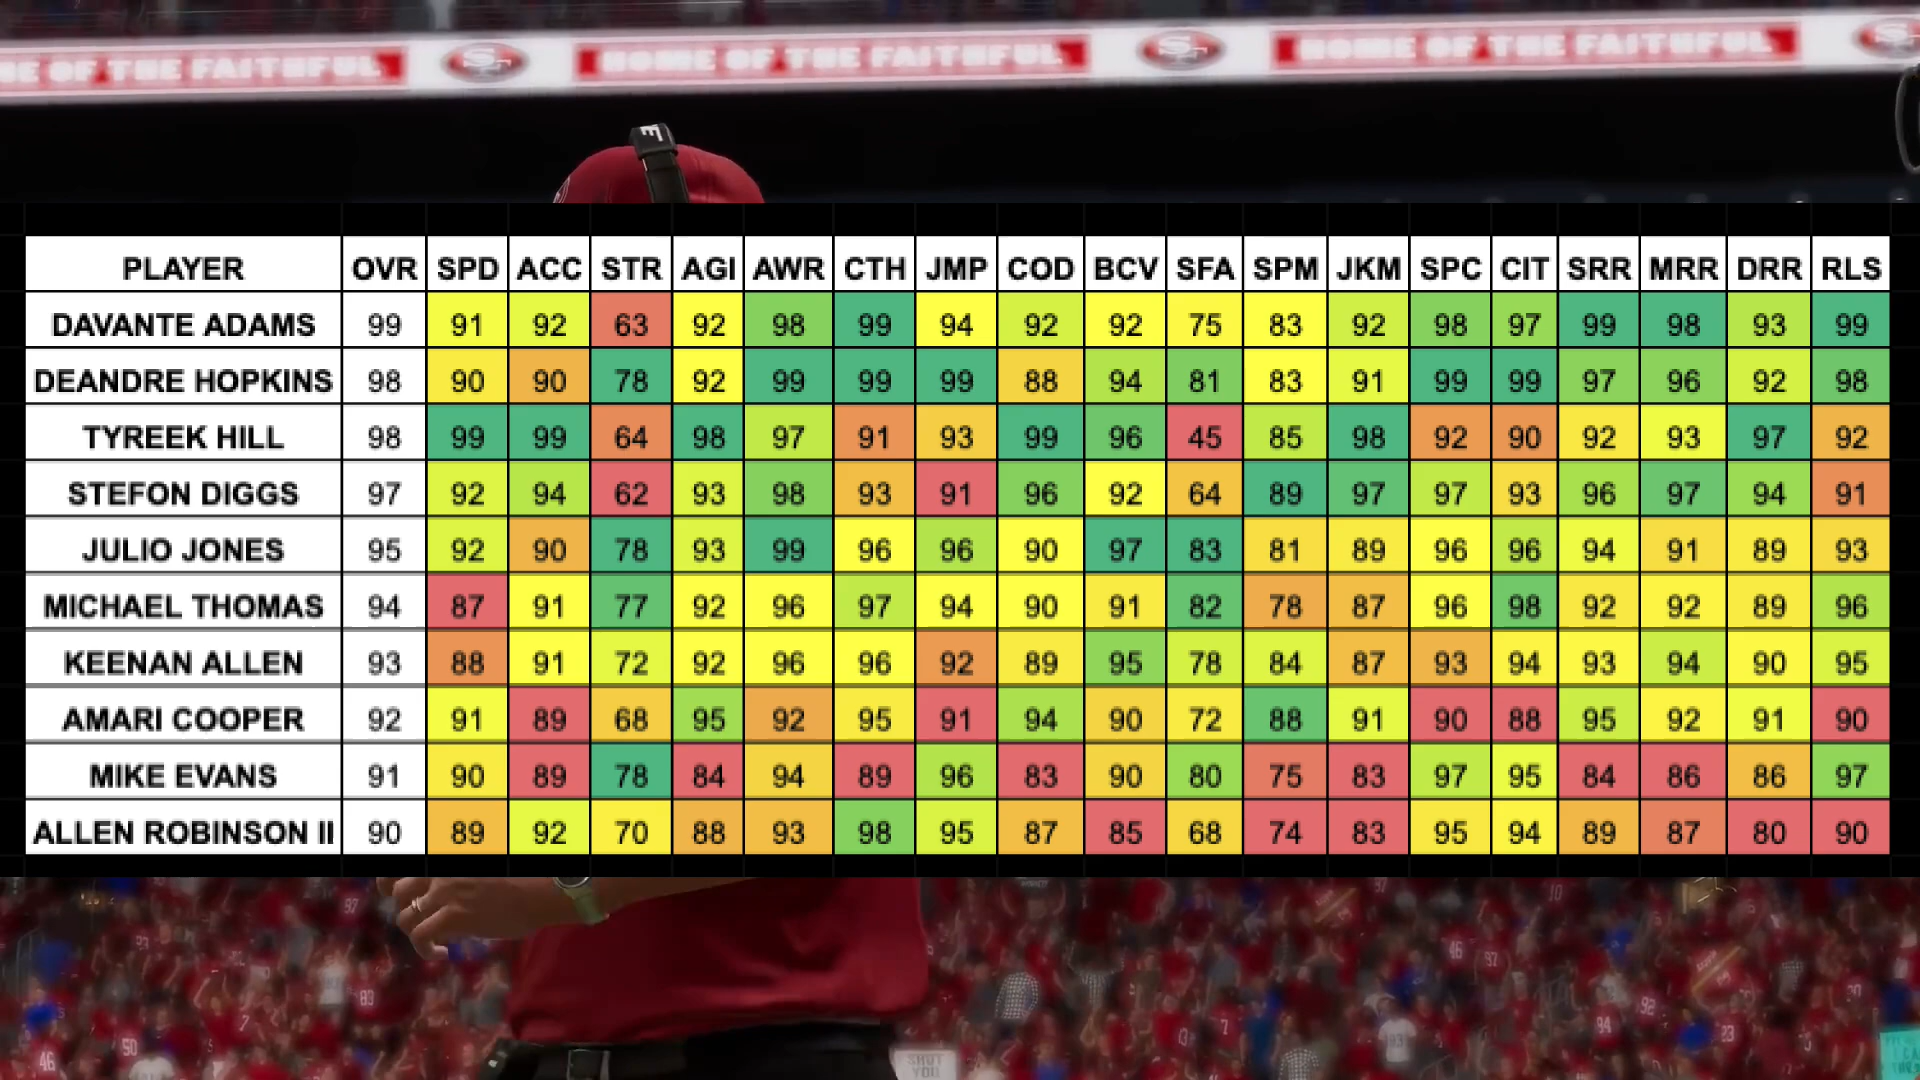 ME OF THE FAITHFUL SF HOME OF THE FAITHFUL SF HOME OF THE FAITHFUL SF
PLAYER OVR SPD ACC STR AGI AWR CTH JMP COD BCV SFA SPM JKM SPC CIT SRR MRR DRR RLS
DAVANTE ADAMS 99 91 92 63 92 98 99 94 92 92 75 83 92 98 97 99 98 93 99
DEANDRE HOPKINS 98 90 90 78 92 99 99 99 88 94 81 83 91 99 99 97 96 92 98
TYREEK HILL 98 99 99 64 98 97 91 93 99 96 45 85 98 92 90 92 93 97 92
STEFON DIGGS 97 92 94 62 93 98 93 91 96 92 64 89 97 97 93 96 97 94 91
JULIO JONES 95 92 90 78 93 99 96 96 90 97 83 81 89 96 96 94 91 89 93
MICHAEL THOMAS 94 87 91 77 92 96 97 94 90 91 82 78 87 96 98 92 92 89 96
KEENAN ALLEN 93 88 91 72 92 96 96 92 89 95 78 84 87 93 94 93 94 90 95
AMARI COOPER 92 91 89 68 95 92 95 91 94 90 72 88 91 90 88 95 92 91 90
MIKE EVANS 91 90 89 78 84 94 89 96 83 90 80 75 83 97 95 84 86 86 97
ALLEN ROBINSON II 90 89 92 70 88 93 98 95 87 85 68 74 83 95 94 89 87 80 90